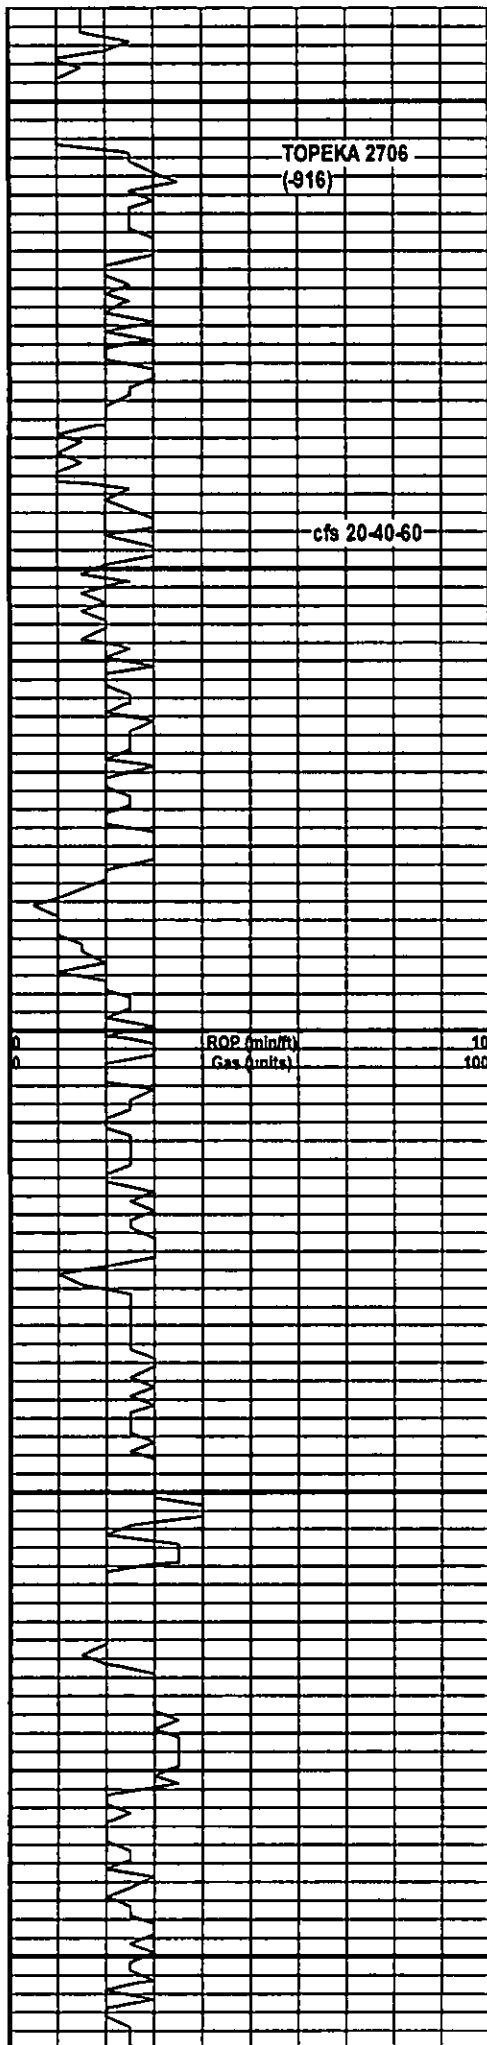 TOPEKA 2706
(-916)
cfs 20-40-60
0 ROP (min/ft) 10
0 Gas (units) 100